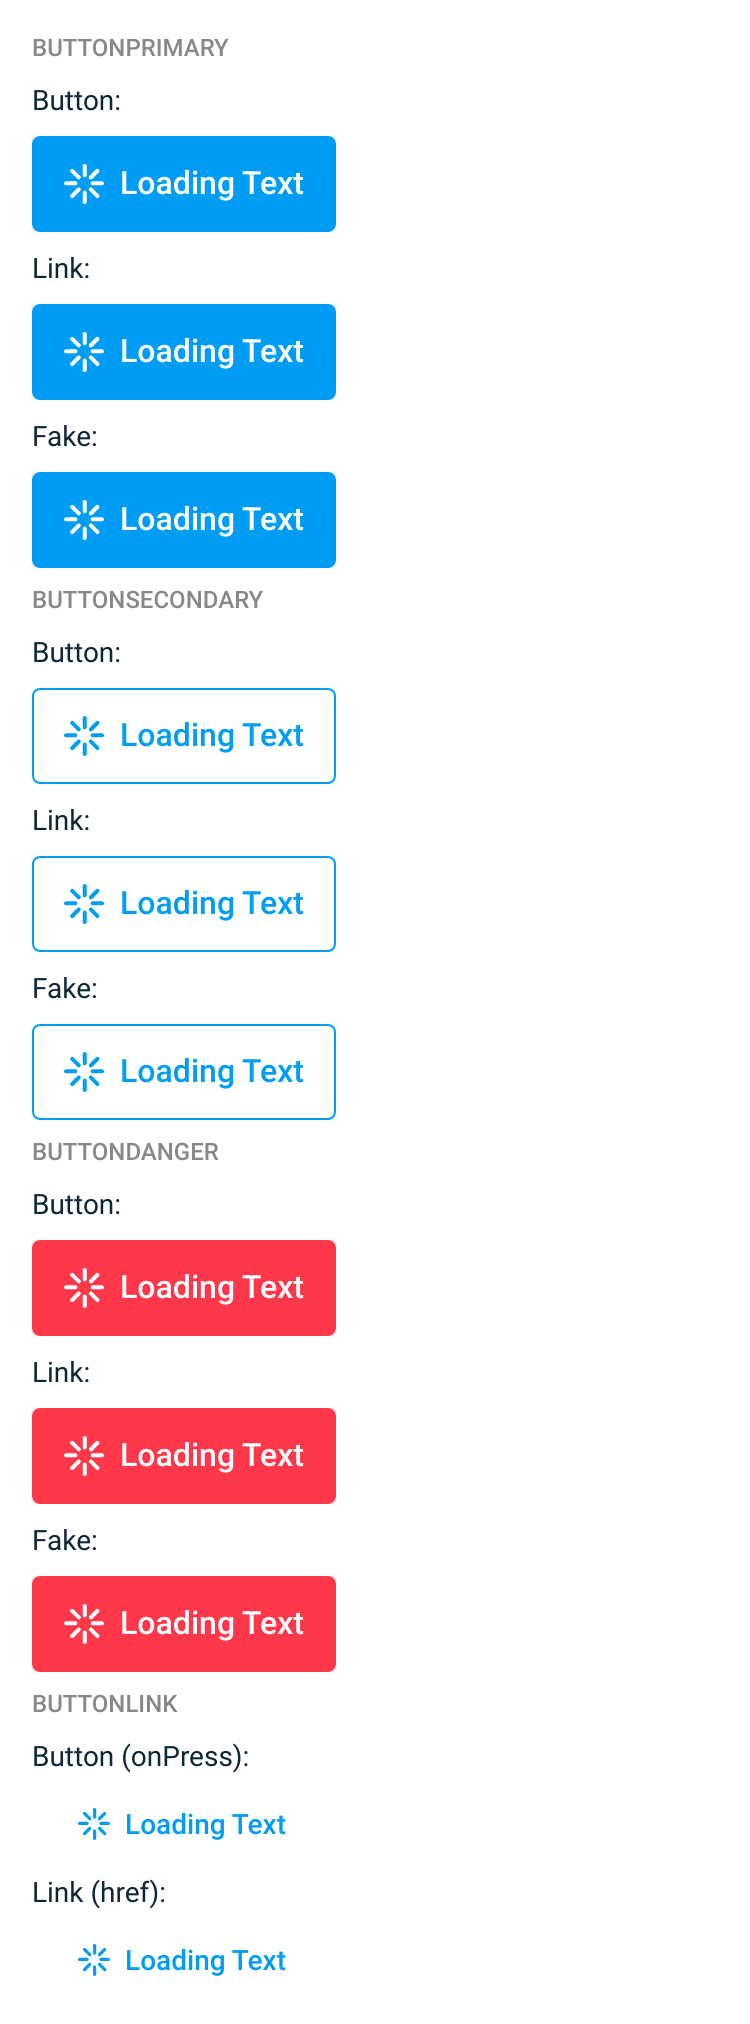 BUTTONPRIMARY
Button:
Loading Text
Link:
Loading Text
Fake:
Loading Text
BUTTONSECONDARY
Button:
Loading Text
Link:
Loading Text
Fake:
Loading Text
BUTTONDANGER
Button:
Loading Text
Link:
Loading Text
Fake:
Loading Text
BUTTONLINK
Button (onPress):
Loading Text
Link (href):
Loading Text